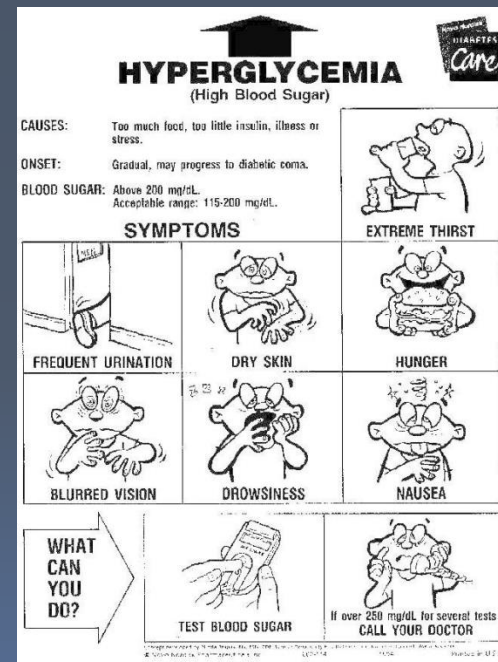 DIABETES
Care
HYPERGLYCEMIA
(High Blood Sugar)
CAUSES: Too much food, too little insulin, illness or
stress.
ONSET: Gradual, may progress to diabetic coma.
BLOOD SUGAR: Above 200 mg/dL.
Acceptable range: 115-200 mg/dL.
SYMPTOMS
EXTREME THIRST
FREQUENT URINATION
DRY SKIN
HUNGER
BLURRED VISION
DROWSINESS
NAUSEA
WHAT
CAN
YOU
DO?
TEST BLOOD SUGAR
If over 250 mg/dL for several tests
CALL YOUR DOCTOR